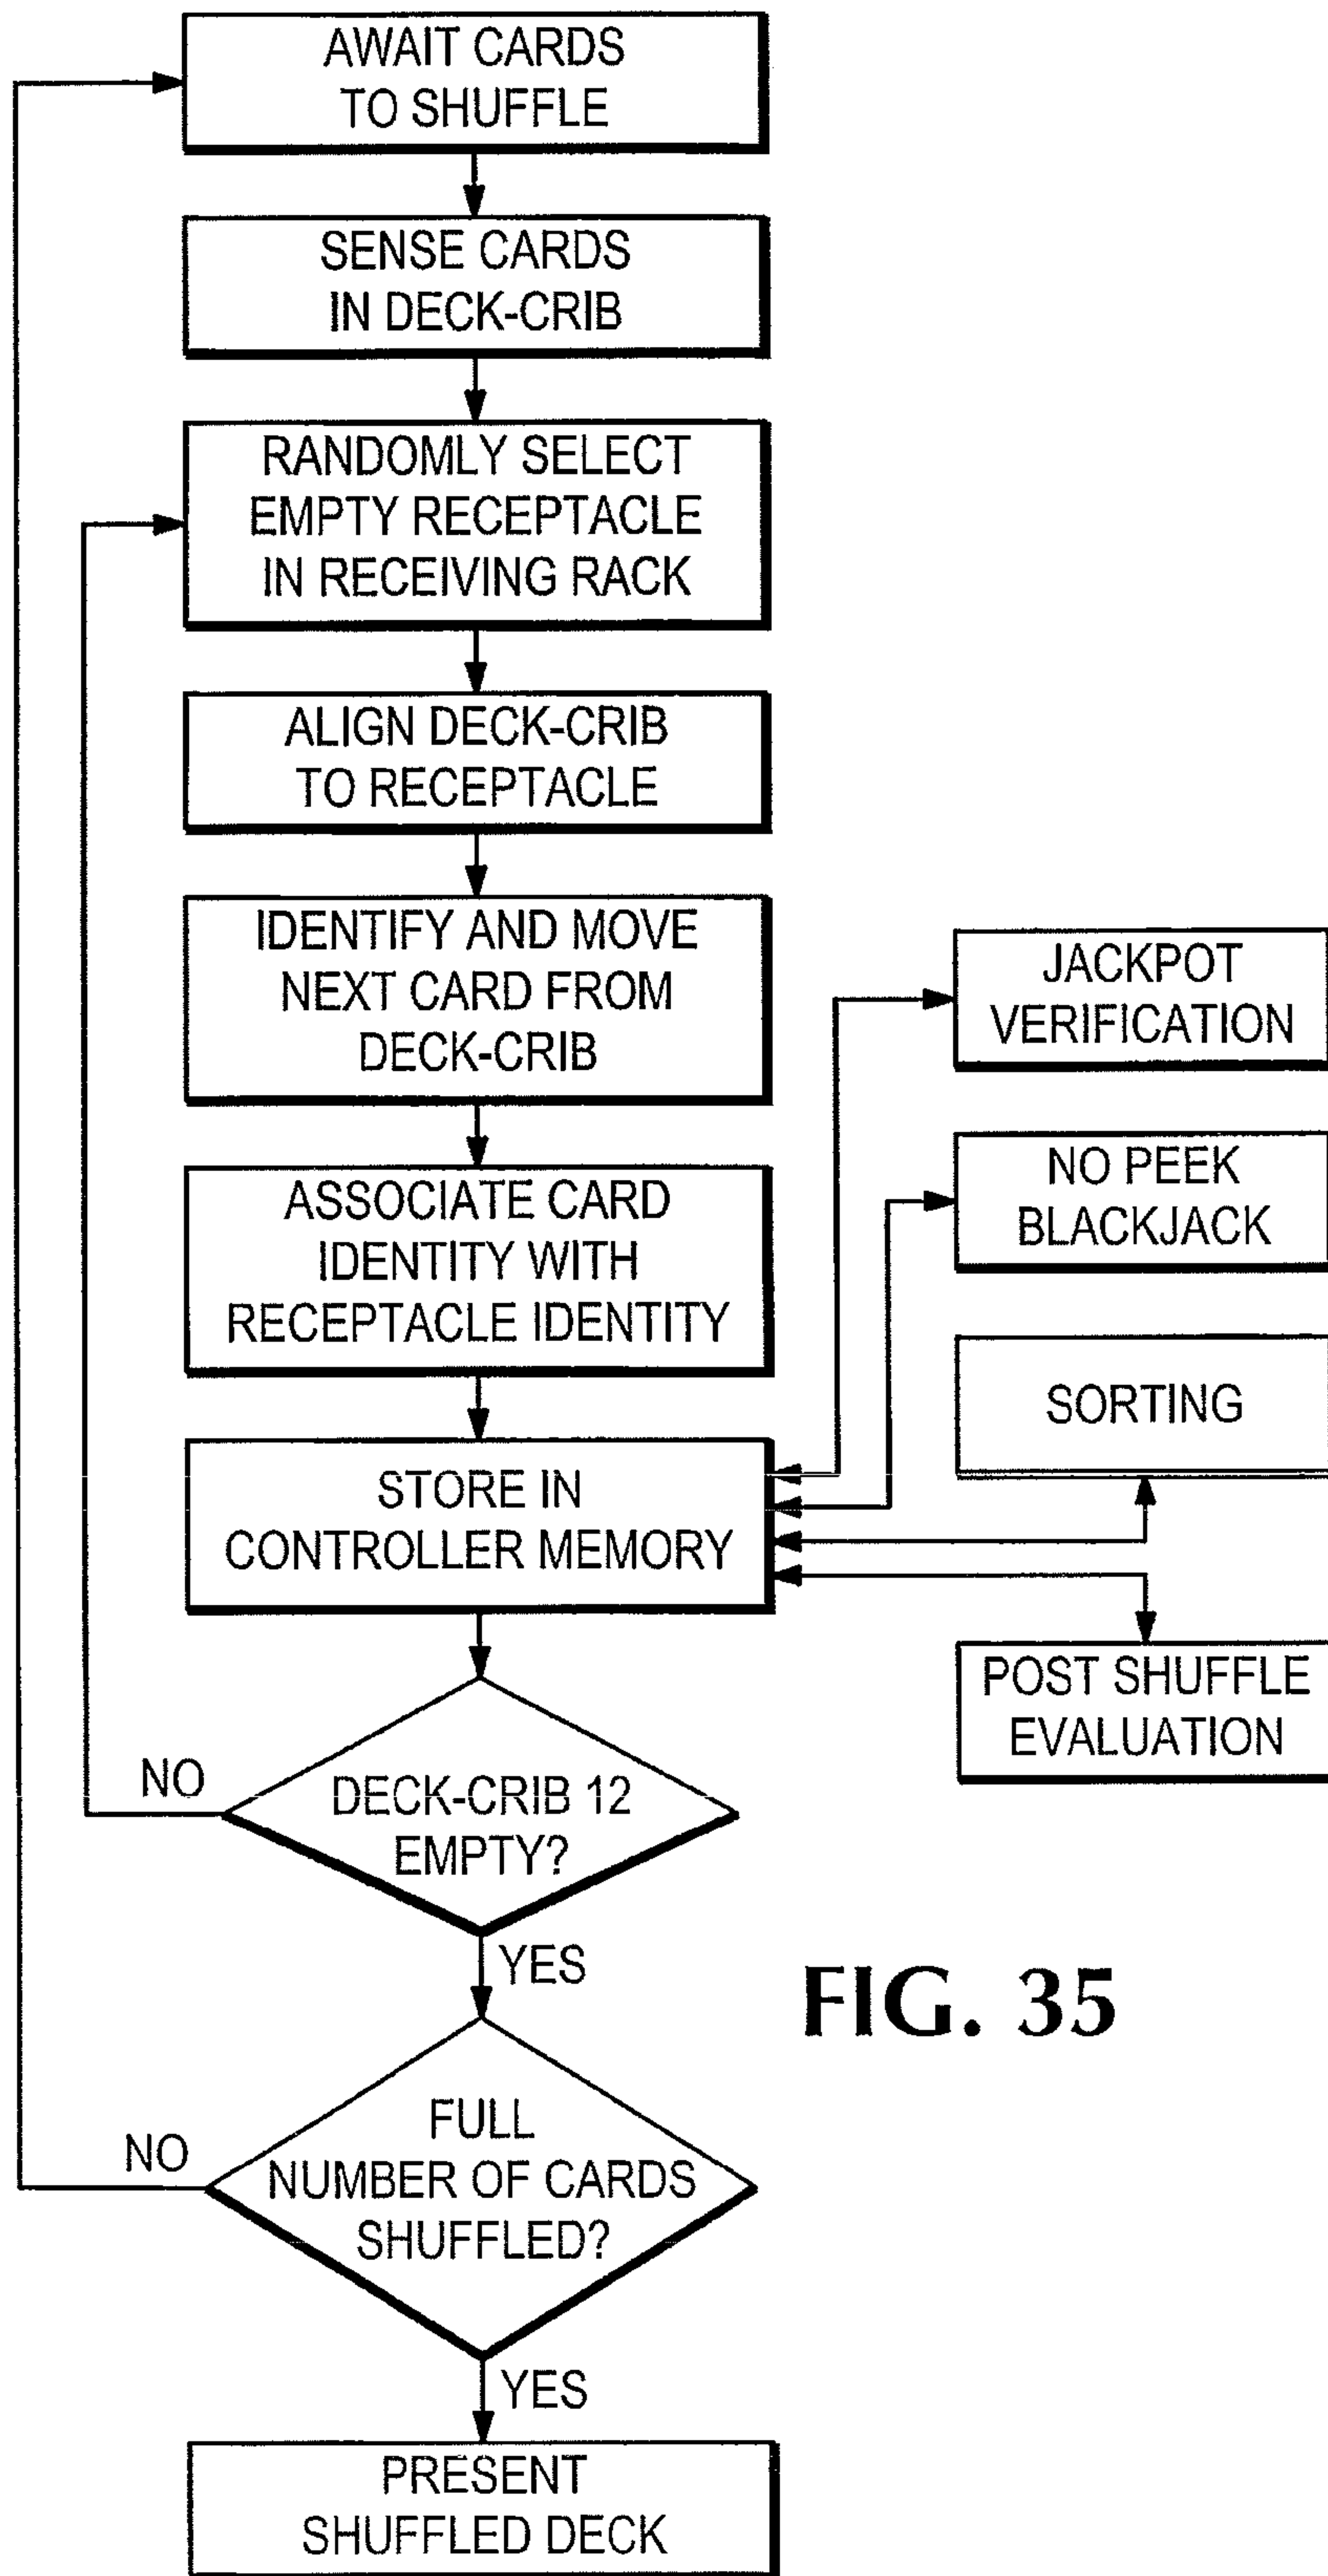 AWAIT CARDS
TO SHUFFLE
SENSE CARDS
IN DECK-CRIB
RANDOMLY SELECT
EMPTY RECEPTACLE
IN RECEIVING RACK
ALIGN DECK-CRIB
TO RECEPTACLE
IDENTIFY AND MOVE
NEXT CARD FROM
DECK-CRIB
ASSOCIATE CARD
IDENTITY WITH
RECEPTACLE IDENTITY
STORE IN
CONTROLLER MEMORY
JACKPOT
VERIFICATION
NO PEEK
BLACKJACK
SORTING
POST SHUFFLE
EVALUATION
NO
DECK-CRIB 12
EMPTY?
YES
FIG. 35
NO
FULL
NUMBER OF CARDS
SHUFFLED?
YES
PRESENT
SHUFFLED DECK